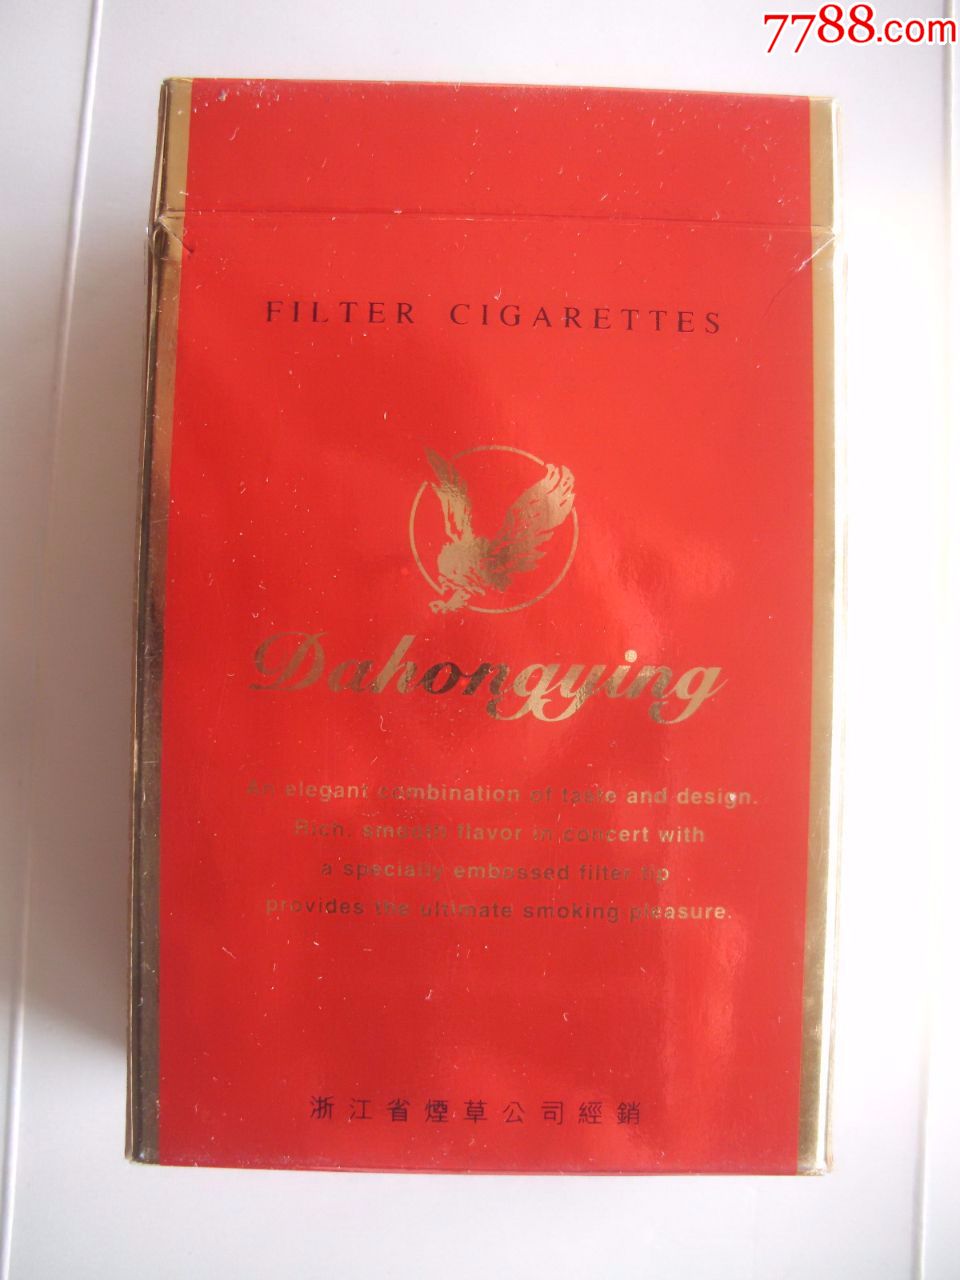 7788.com
FILTER CIGARETTES
Dahongying®
An elegant combination of taste and design.
Rich, smooth flavor in concert with
a specially embossed filter tip
provides the ultimate smoking pleasure.
浙江省煙草公司經銷